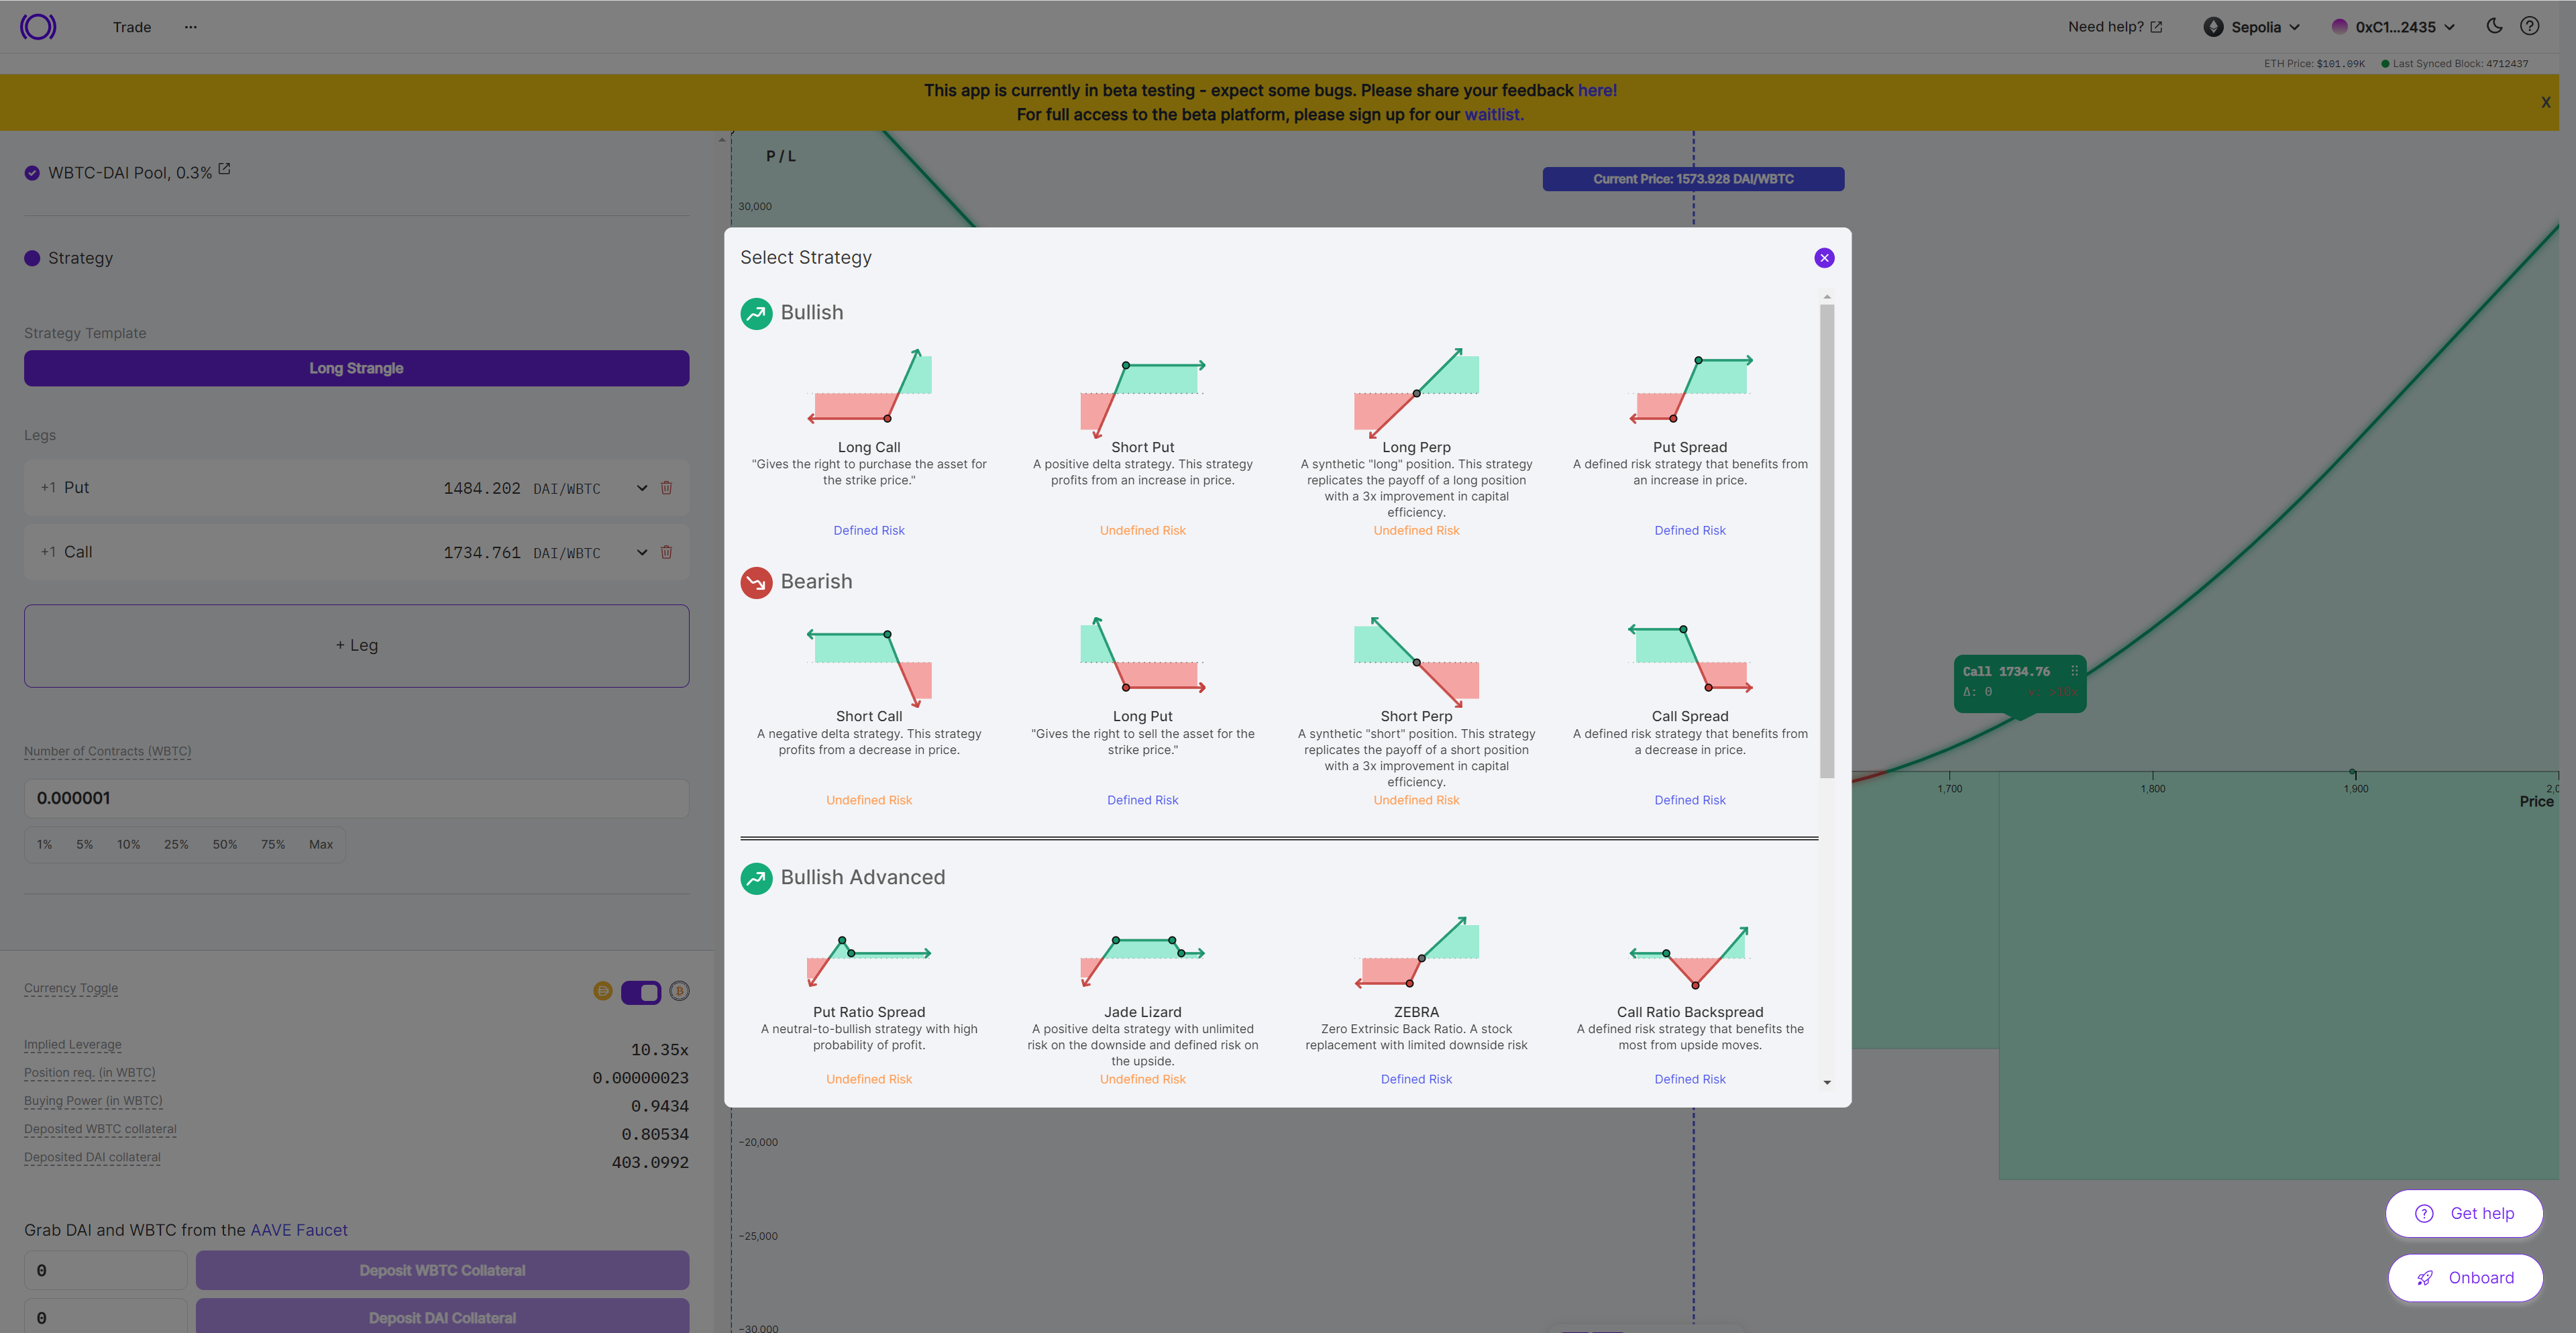 Trade
...
Need help?
Sepolia
0xC1...2435
ETH Price: $101.09K
Last Synced Block: 4712437
This app is currently in beta testing - expect some bugs. Please share your feedback here!
For full access to the beta platform, please sign up for our waitlist.
X
WBTC-DAI Pool, 0.3%
Strategy
Strategy Template
Long Strangle
Legs
+1 Put
1484.202 DAI/WBTC
+1 Call
1734.761 DAI/WBTC
+ Leg
Number of Contracts (WBTC)
0.000001
1% 5% 10% 25% 50% 75% Max
Currency Toggle
Implied Leverage
10.35x
Position req. (in WBTC)
0.00000023
Buying Power (in WBTC)
0.9434
Deposited WBTC collateral
0.80534
Deposited DAI collateral
403.0992
Grab DAI and WBTC from the AAVE Faucet
0
Deposit WBTC Collateral
0
Deposit DAI Collateral
P / L
30,000
Current Price: 1573.928 DAI/WBTC
Select Strategy
Bullish
Long Call
"Gives the right to purchase the asset for
the strike price."
Defined Risk
Short Put
A positive delta strategy. This strategy
profits from an increase in price.
Undefined Risk
Long Perp
A synthetic "long" position. This strategy
replicates the payoff of a long position
with a 3x improvement in capital
efficiency.
Undefined Risk
Put Spread
A defined risk strategy that benefits from
an increase in price.
Defined Risk
Bearish
Short Call
A negative delta strategy. This strategy
profits from a decrease in price.
Undefined Risk
Long Put
"Gives the right to sell the asset for the
strike price."
Defined Risk
Short Perp
A synthetic "short" position. This strategy
replicates the payoff of a short position
with a 3x improvement in capital
efficiency.
Undefined Risk
Call Spread
A defined risk strategy that benefits from
a decrease in price.
Defined Risk
Bullish Advanced
Put Ratio Spread
A neutral-to-bullish strategy with high
probability of profit.
Undefined Risk
Jade Lizard
A positive delta strategy with unlimited
risk on the downside and defined risk on
the upside.
Undefined Risk
ZEBRA
Zero Extrinsic Back Ratio. A stock
replacement with limited downside risk
Defined Risk
Call Ratio Backspread
A defined risk strategy that benefits the
most from upside moves.
Defined Risk
Call 1734.76
Δ: 0
1,700
1,800
1,900
Price
−20,000
−25,000
−30,000
Get help
Onboard